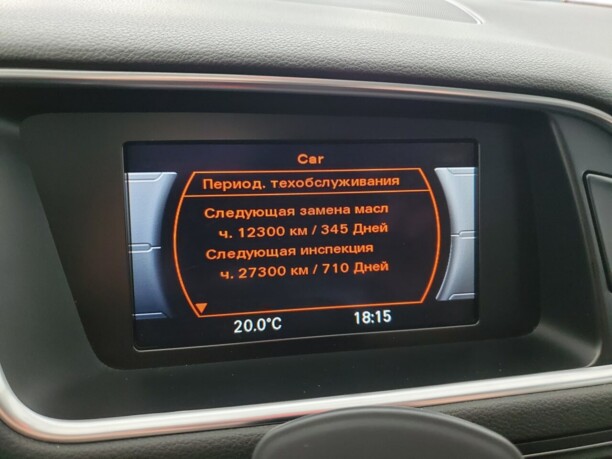 Car
Период. техобслуживания
Следующая замена масл
ч. 12300 км / 345 Дней
Следующая инспекция
ч. 27300 км / 710 Дней
20.0°C 18:15